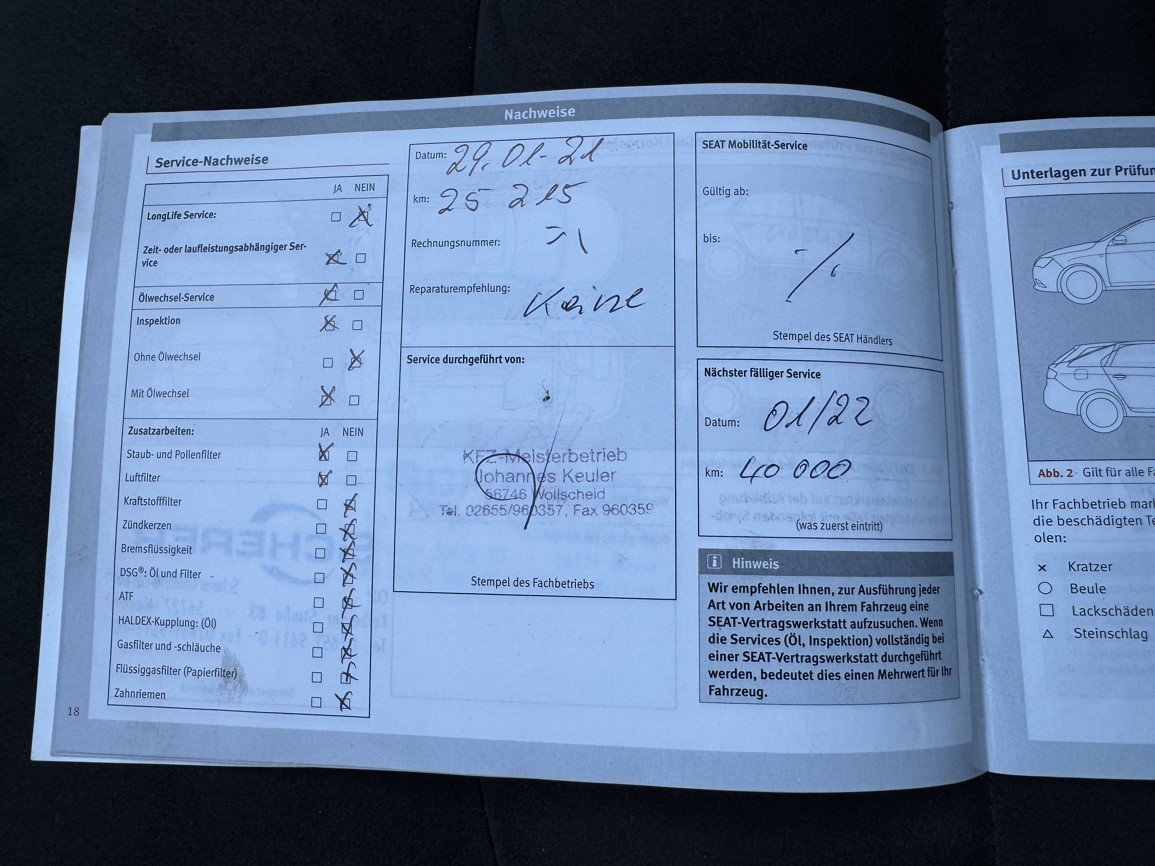 Nachweise
Service-Nachweise
JA NEIN
LongLife Service:
Zeit- oder laufleistungsabhängiger Ser-
vice
Ölwechsel-Service
Inspektion
Ohne Ölwechsel
Mit Ölwechsel
Zusatzarbeiten: JA NEIN
Staub- und Pollenfilter
Luftfilter
Kraftstofffilter
Zündkerzen
Bremsflüssigkeit
DSG®: Öl und Filter
ATF
HALDEX-Kupplung: (Öl)
Gasfilter und -schläuche
Flüssiggasfilter (Papierfilter)
Zahnriemen
18
Datum: 29.01.21
km: 25 215
Rechnungsnummer:
Reparaturempfehlung: Keine
Service durchgeführt von:
KFZ-Meisterbetrieb
Johannes Keuler
56746 Wollscheid
Tel. 02655/960357, Fax 960359
Stempel des Fachbetriebs
SEAT Mobilität-Service
Gültig ab:
bis:
Stempel des SEAT Händlers
Nächster fälliger Service
Datum: 01/22
km: 40 000
(was zuerst eintritt)
Hinweis
Wir empfehlen Ihnen, zur Ausführung jeder
Art von Arbeiten an Ihrem Fahrzeug eine
SEAT-Vertragswerkstatt aufzusuchen. Wenn
die Services (Öl, Inspektion) vollständig bei
einer SEAT-Vertragswerkstatt durchgeführt
werden, bedeutet dies einen Mehrwert für Ihr
Fahrzeug.
Unterlagen zur Prüfun
Abb. 2 Gilt für alle Fa
Ihr Fachbetrieb mark
die beschädigten Te
olen:
Kratzer
Beule
Lackschäden
Steinschlag